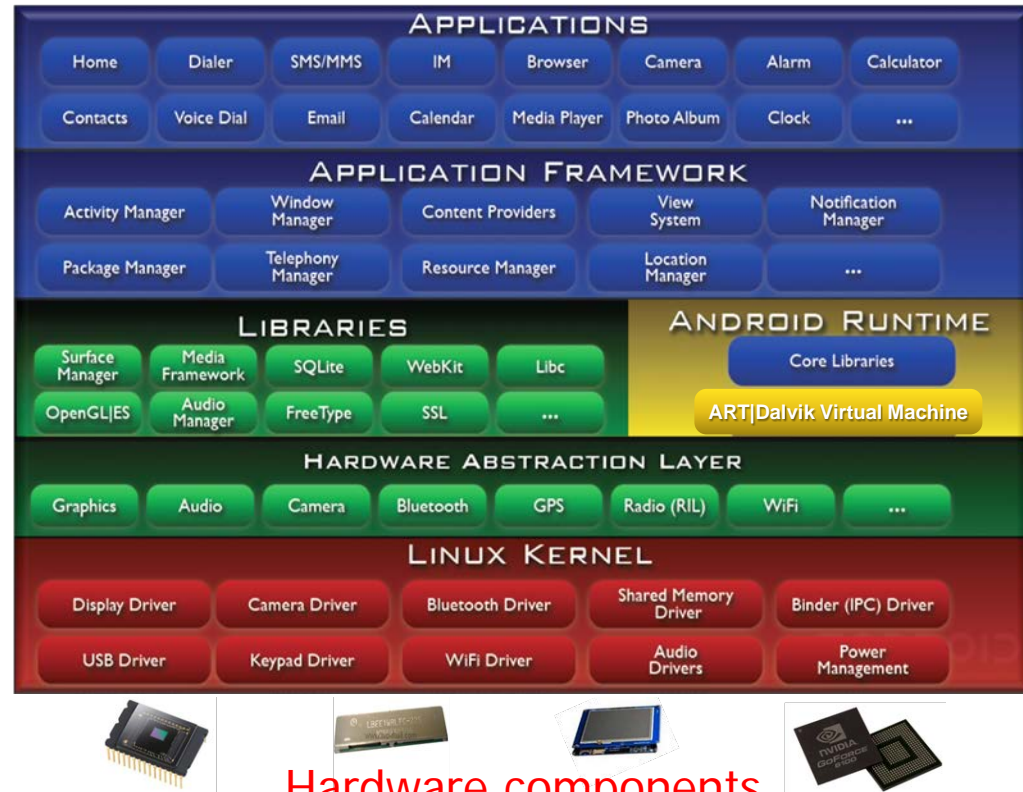 APPLICATIONS
Home Dialer SMS/MMS IM Browser Camera Alarm Calculator
Contacts Voice Dial Email Calendar Media Player Photo Album Clock ...
APPLICATION FRAMEWORK
Activity Manager
Window
Manager
Content Providers
View
System
Notification
Manager
Package Manager
Telephony
Manager
Resource Manager
Location
Manager
...
LIBRARIES
Surface
Manager
Media
Framework
SQLite
WebKit
Libc
OpenGL|ES
Audio
Manager
FreeType
SSL
...
ANDROID RUNTIME
Core Libraries
ART|Dalvik Virtual Machine
HARDWARE ABSTRACTION LAYER
Graphics Audio Camera Bluetooth GPS Radio (RIL) WiFi ...
LINUX KERNEL
Display Driver
Camera Driver
Bluetooth Driver
Shared Memory
Driver
Binder (IPC) Driver
USB Driver
Keypad Driver
WiFi Driver
Audio
Drivers
Power
Management
NVIDIA
GOFORCE
Hardware components